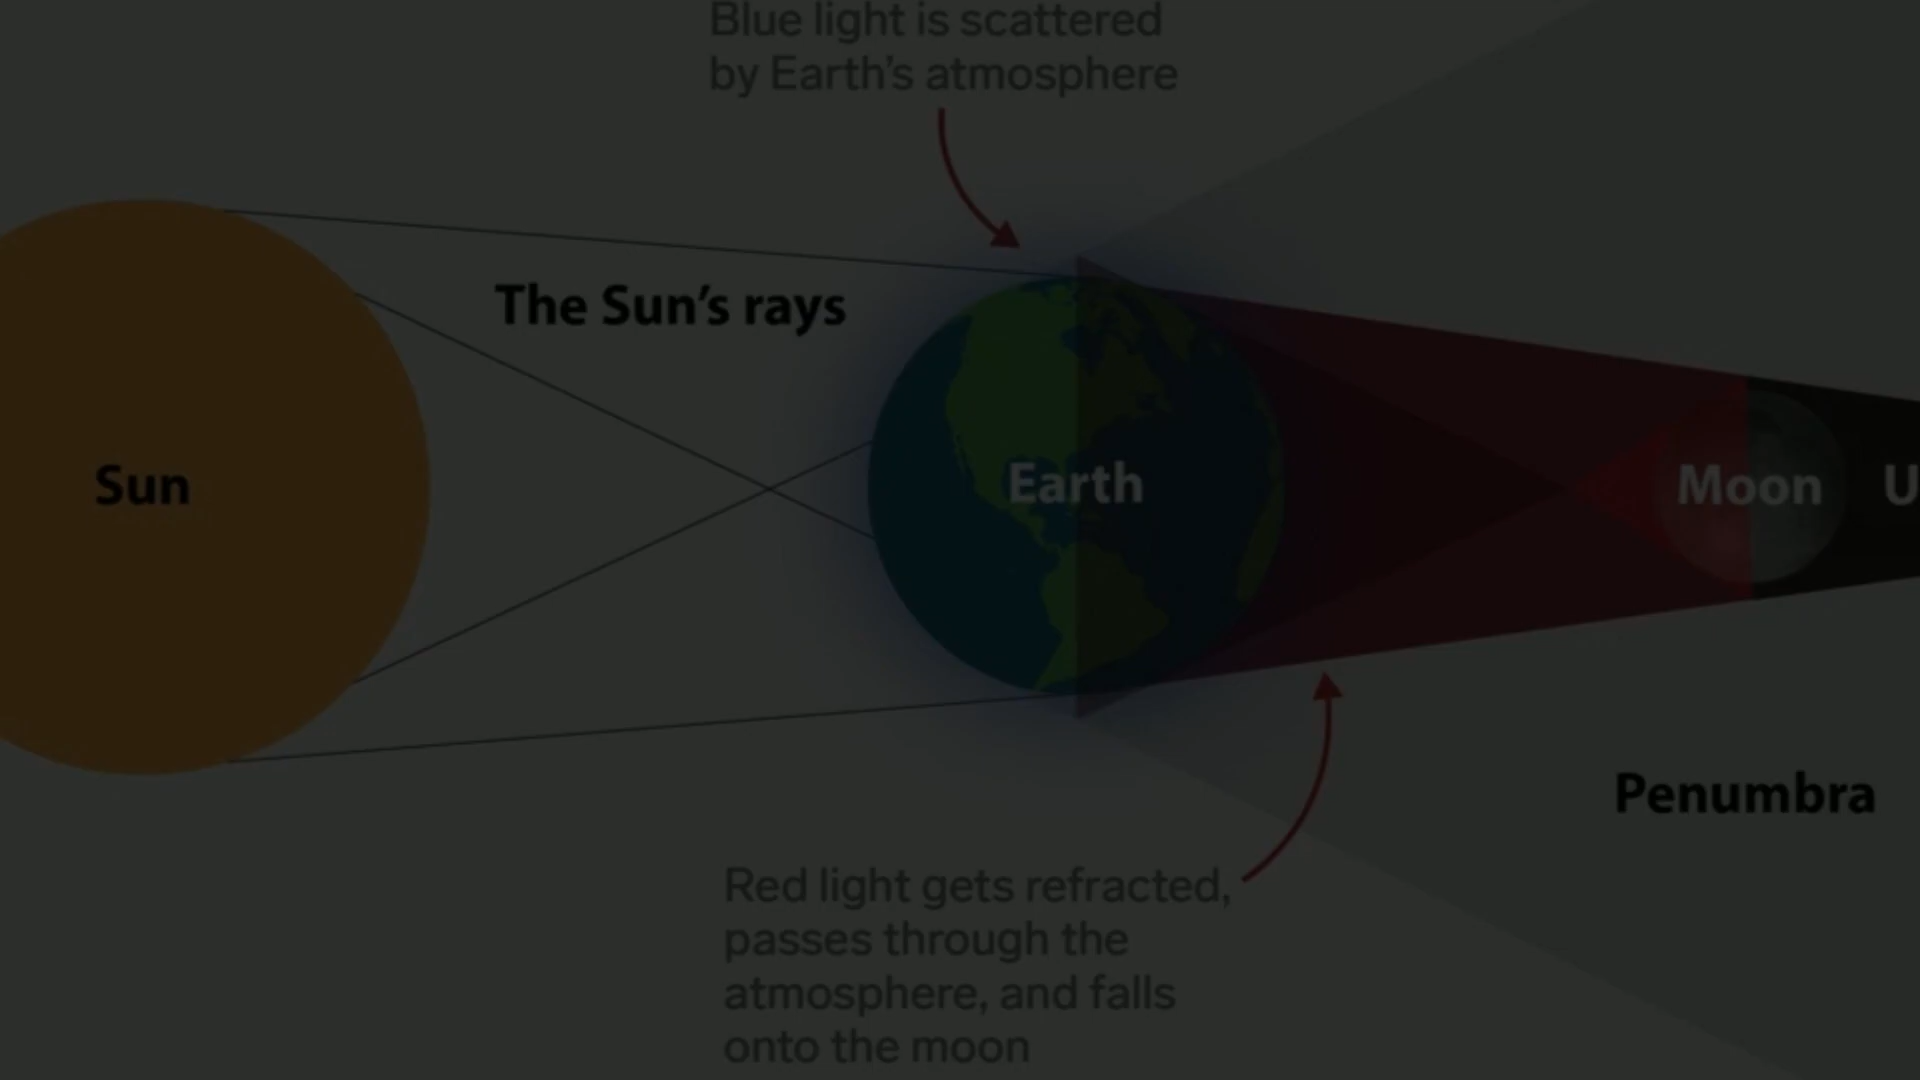 Blue light is scattered
by Earth’s atmosphere
The Sun’s rays
Sun
Earth
Moon
U
Penumbra
Red light gets refracted,
passes through the
atmosphere, and falls
onto the moon